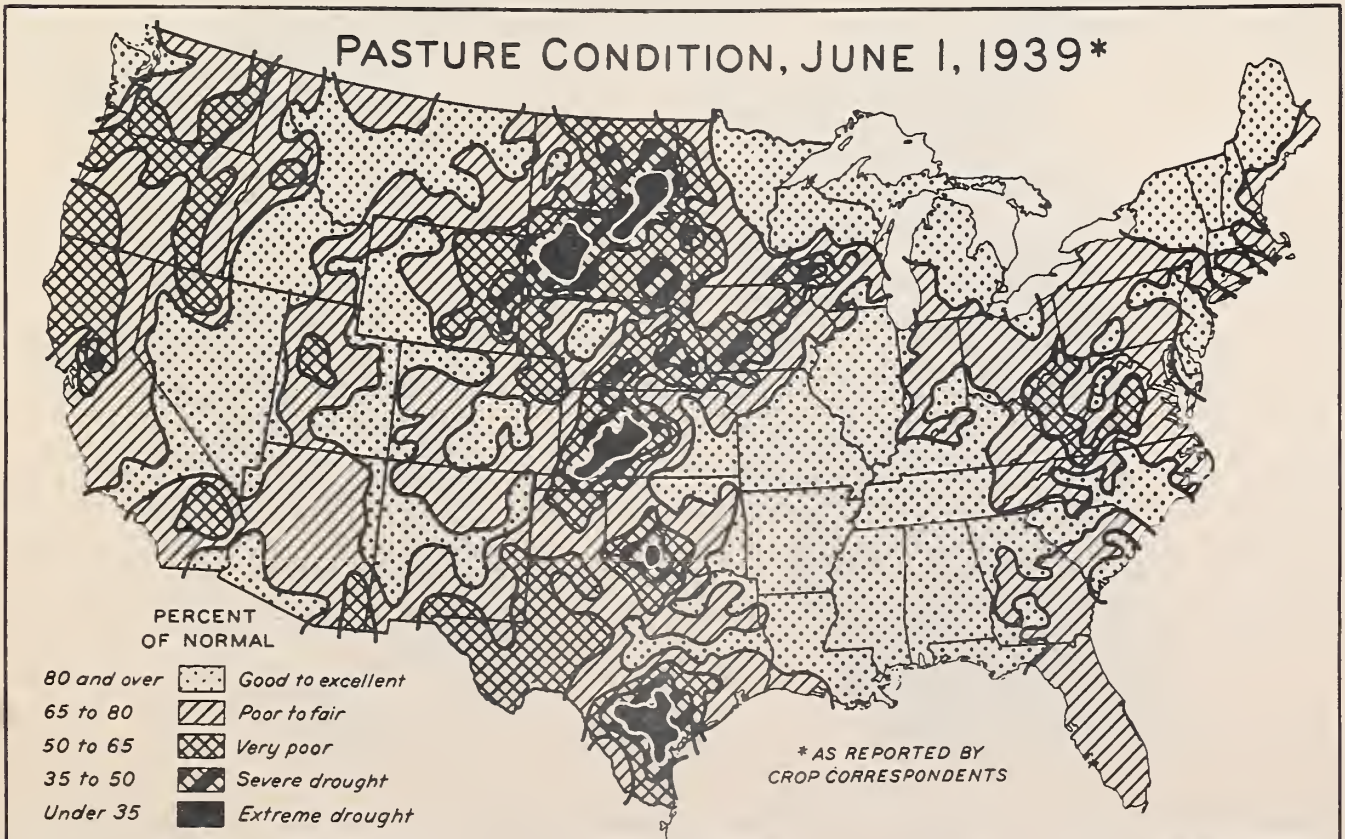 PASTURE CONDITION, JUNE 1, 1939*
PERCENT
OF NORMAL
80 and over Good to excellent
65 to 80 Poor to fair
50 to 65 Very poor
35 to 50 Severe drought
Under 35 Extreme drought
* AS REPORTED BY
CROP CORRESPONDENTS